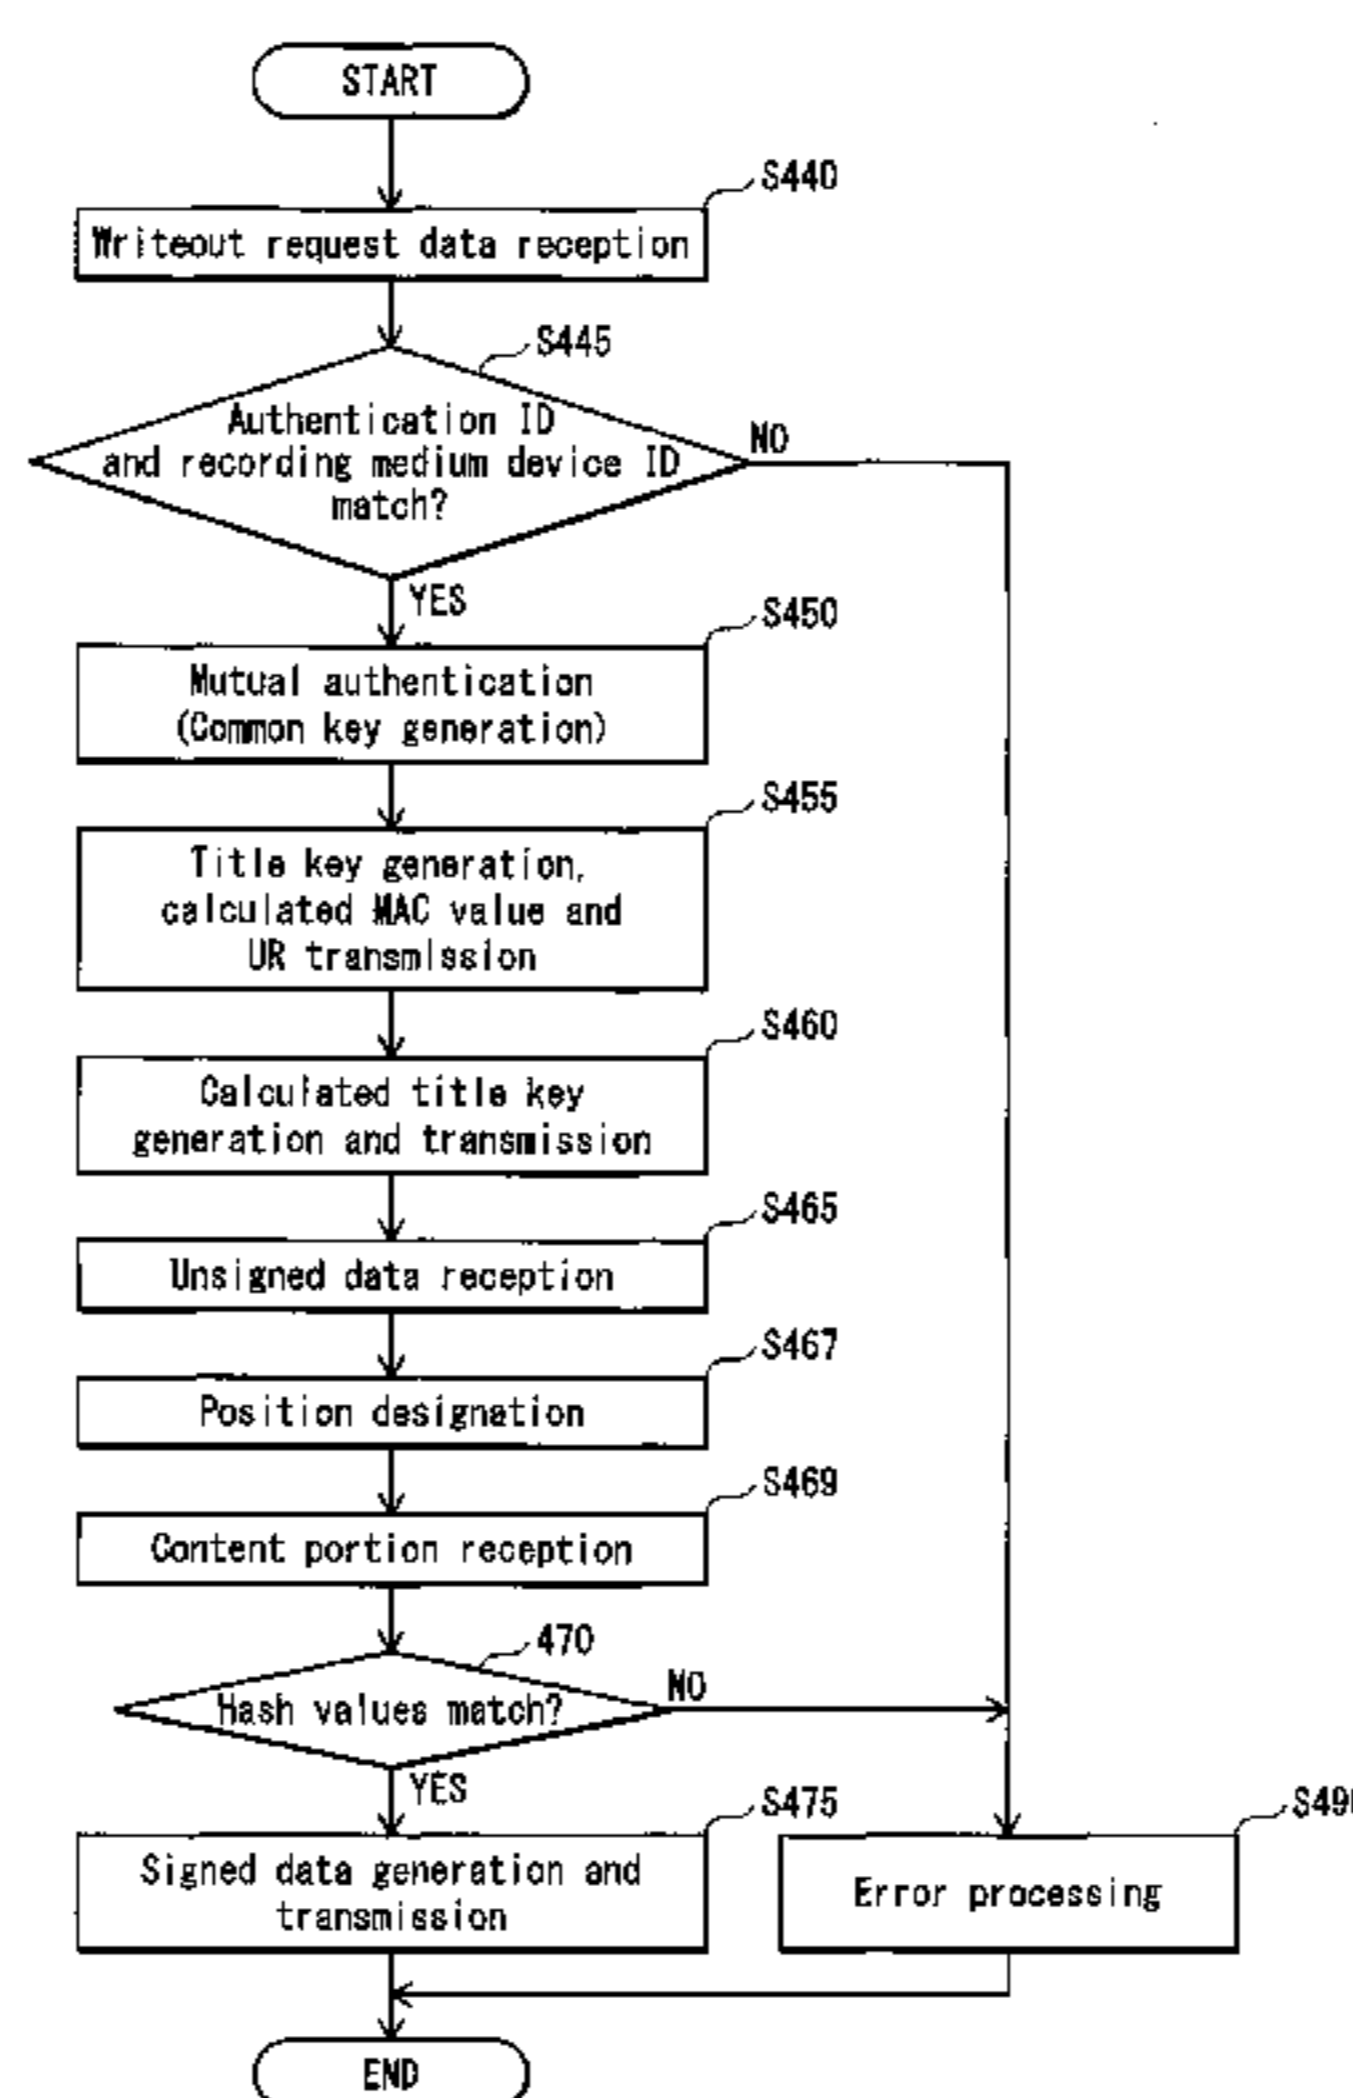 START
S440
Writeout request data reception
S445
Authentication ID
and recording medium device ID
match?
NO
YES
S450
Mutual authentication
(Common key generation)
S455
Title key generation,
calculated MAC value and
UR transmission
S460
Calculated title key
generation and transmission
S465
Unsigned data reception
S467
Position designation
S469
Content portion reception
470
Hash values match?
NO
YES
S475
Signed data generation and
transmission
Error processing
END